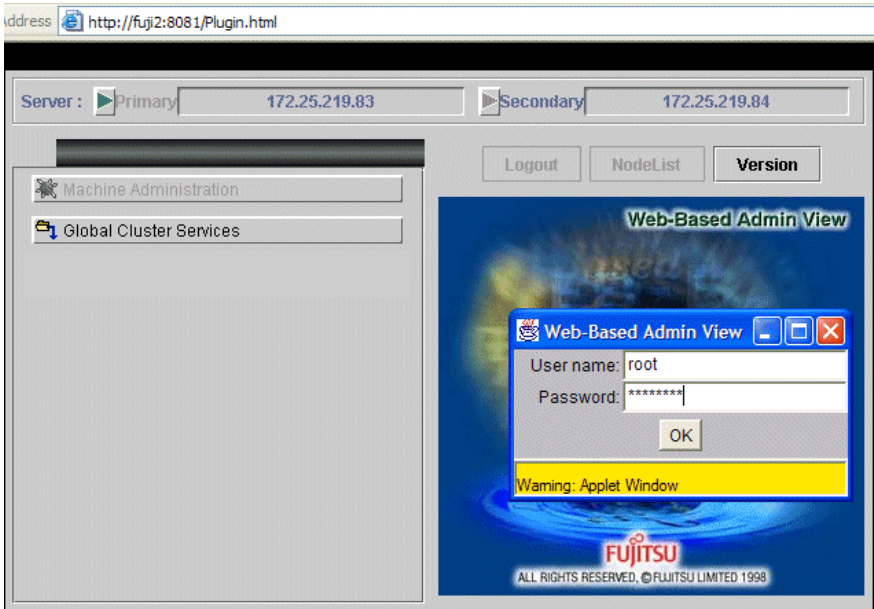 Address http://fuji2:8081/Plugin.html
Server : Primary 172.25.219.83 Secondary 172.25.219.84
Logout NodeList Version
Machine Administration
Global Cluster Services
Web-Based Admin View
Web-Based Admin View
User name: root
Password: ********
OK
Warning: Applet Window
FUJITSU
ALL RIGHTS RESERVED, © FUJITSU LIMITED 1998